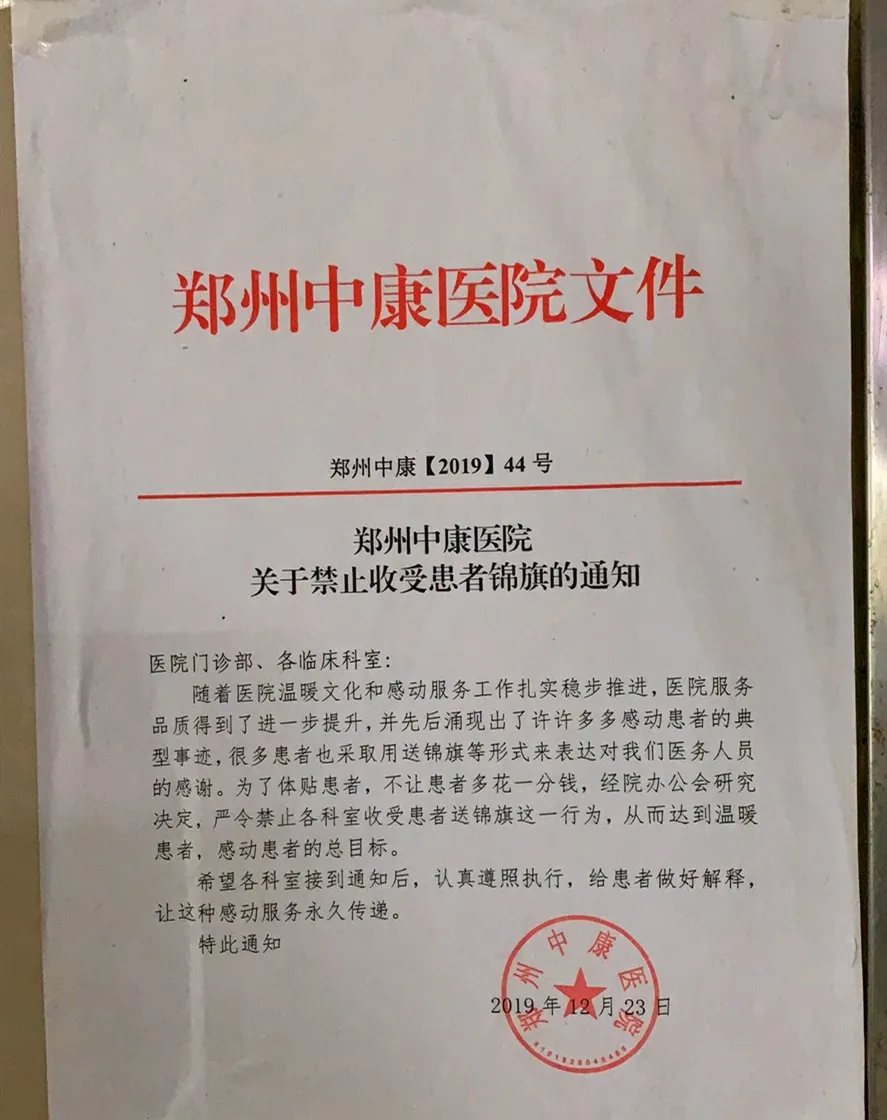 郑州中康医院文件
郑州中康【2019】44 号
郑州中康医院
关于禁止收受患者锦旗的通知
医院门诊部、各临床科室:
随着医院温暖文化和感动服务工作扎实稳步推进,医院服务
品质得到了进一步提升,并先后涌现出了许许多多感动患者的典
型事迹,很多患者也采取用送锦旗等形式来表达对我们医务人员
的感谢。为了体贴患者,不让患者多花一分钱,经院办公会研究
决定,严令禁止各科室收受患者送锦旗这一行为,从而达到温暖
患者,感动患者的总目标。
希望各科室接到通知后,认真遵照执行,给患者做好解释,
让这种感动服务永久传递。
特此通知
郑州中康医院
2019 年 12 月 23 日